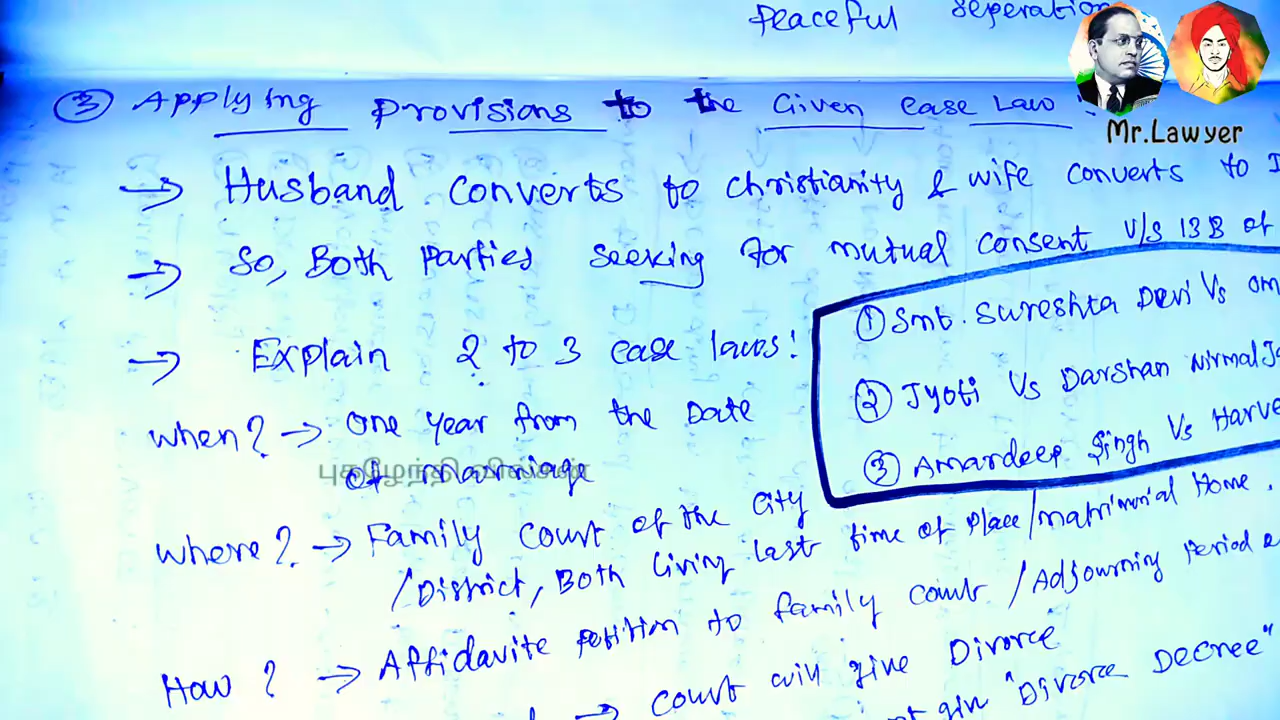 Peaceful seperation
③ Applying provisions to the Given case Law :
Mr.Lawyer
→ Husband converts to christianity & wife converts to I
→ So, Both Parties seeking for mutual consent v/s 13B of
→ Explain 2 to 3 case laws!
① Smt. Sureshta Devi Vs om
② Jyoti Vs Darshan Nirmal Ja
③ Amardeep Singh Vs Harve
when? → one year from the Date
of marriage
where? → Family Court of the City
/District, Both living last time of place/matrimonial Home.
How? → Affidavite petition to family court /Adjourning period
→ court will give Divorce
give "Divorce Decree"